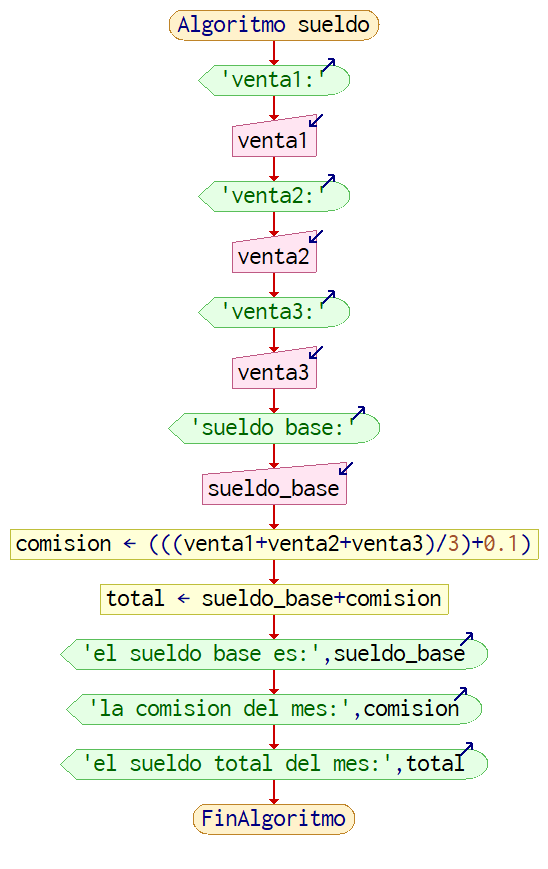 Algoritmo sueldo
'venta1:'
venta1
'venta2:'
venta2
'venta3:'
venta3
'sueldo base:'
sueldo_base
comision ← (((venta1+venta2+venta3)/3)+0.1)
total ← sueldo_base+comision
'el sueldo base es:',sueldo_base
'la comision del mes:',comision
'el sueldo total del mes:',total
FinAlgoritmo